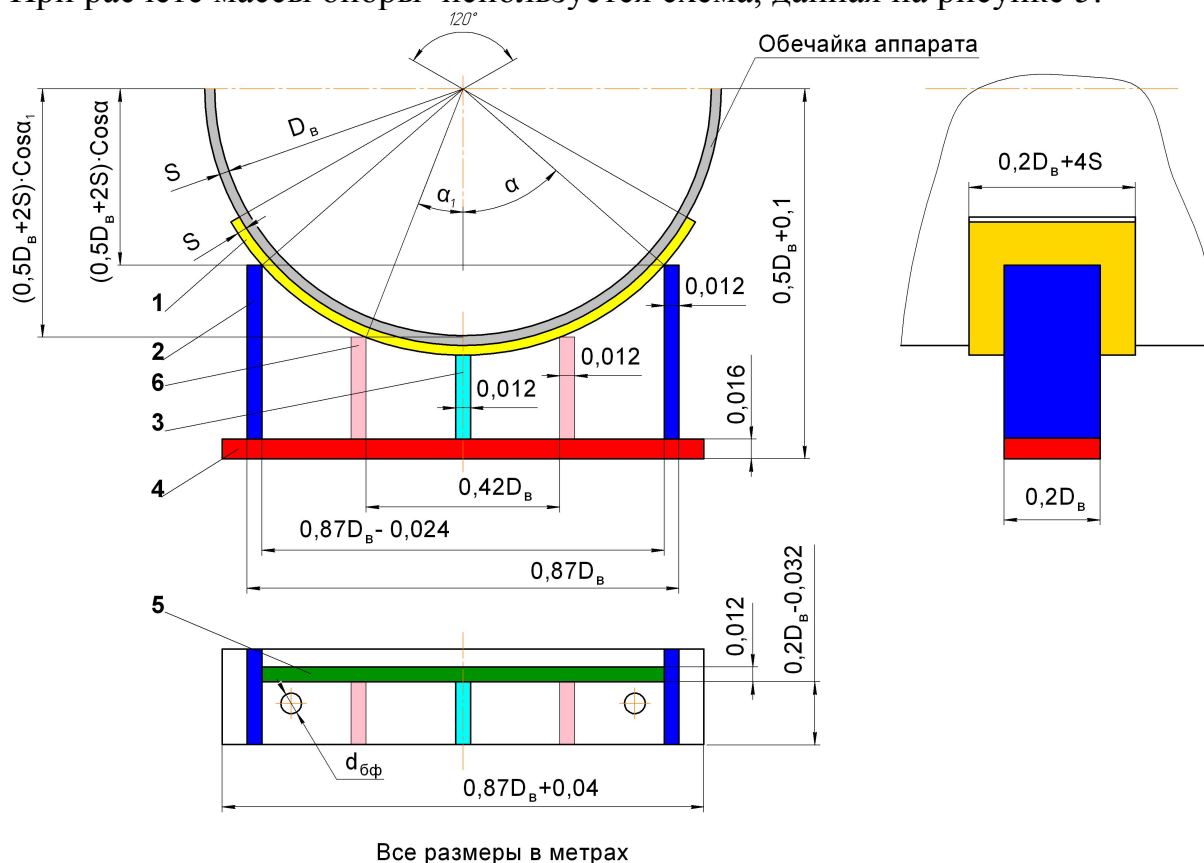 При расчете массы опоры используется схема, данная на рисунке 3.
120°
Обечайка аппарата
(0,5Dв+2S)·Cosα₁
(0,5Dв+2S)·Cosα
Dв
S
S
α₁
α
0,5Dв+0,1
0,2Dв+4S
1
2
6
3
4
0,012
0,012
0,012
0,016
0,42Dв
0,87Dв- 0,024
0,87Dв
0,2Dв
5
0,012
0,2Dв-0,032
dбф
0,87Dв+0,04
Все размеры в метрах